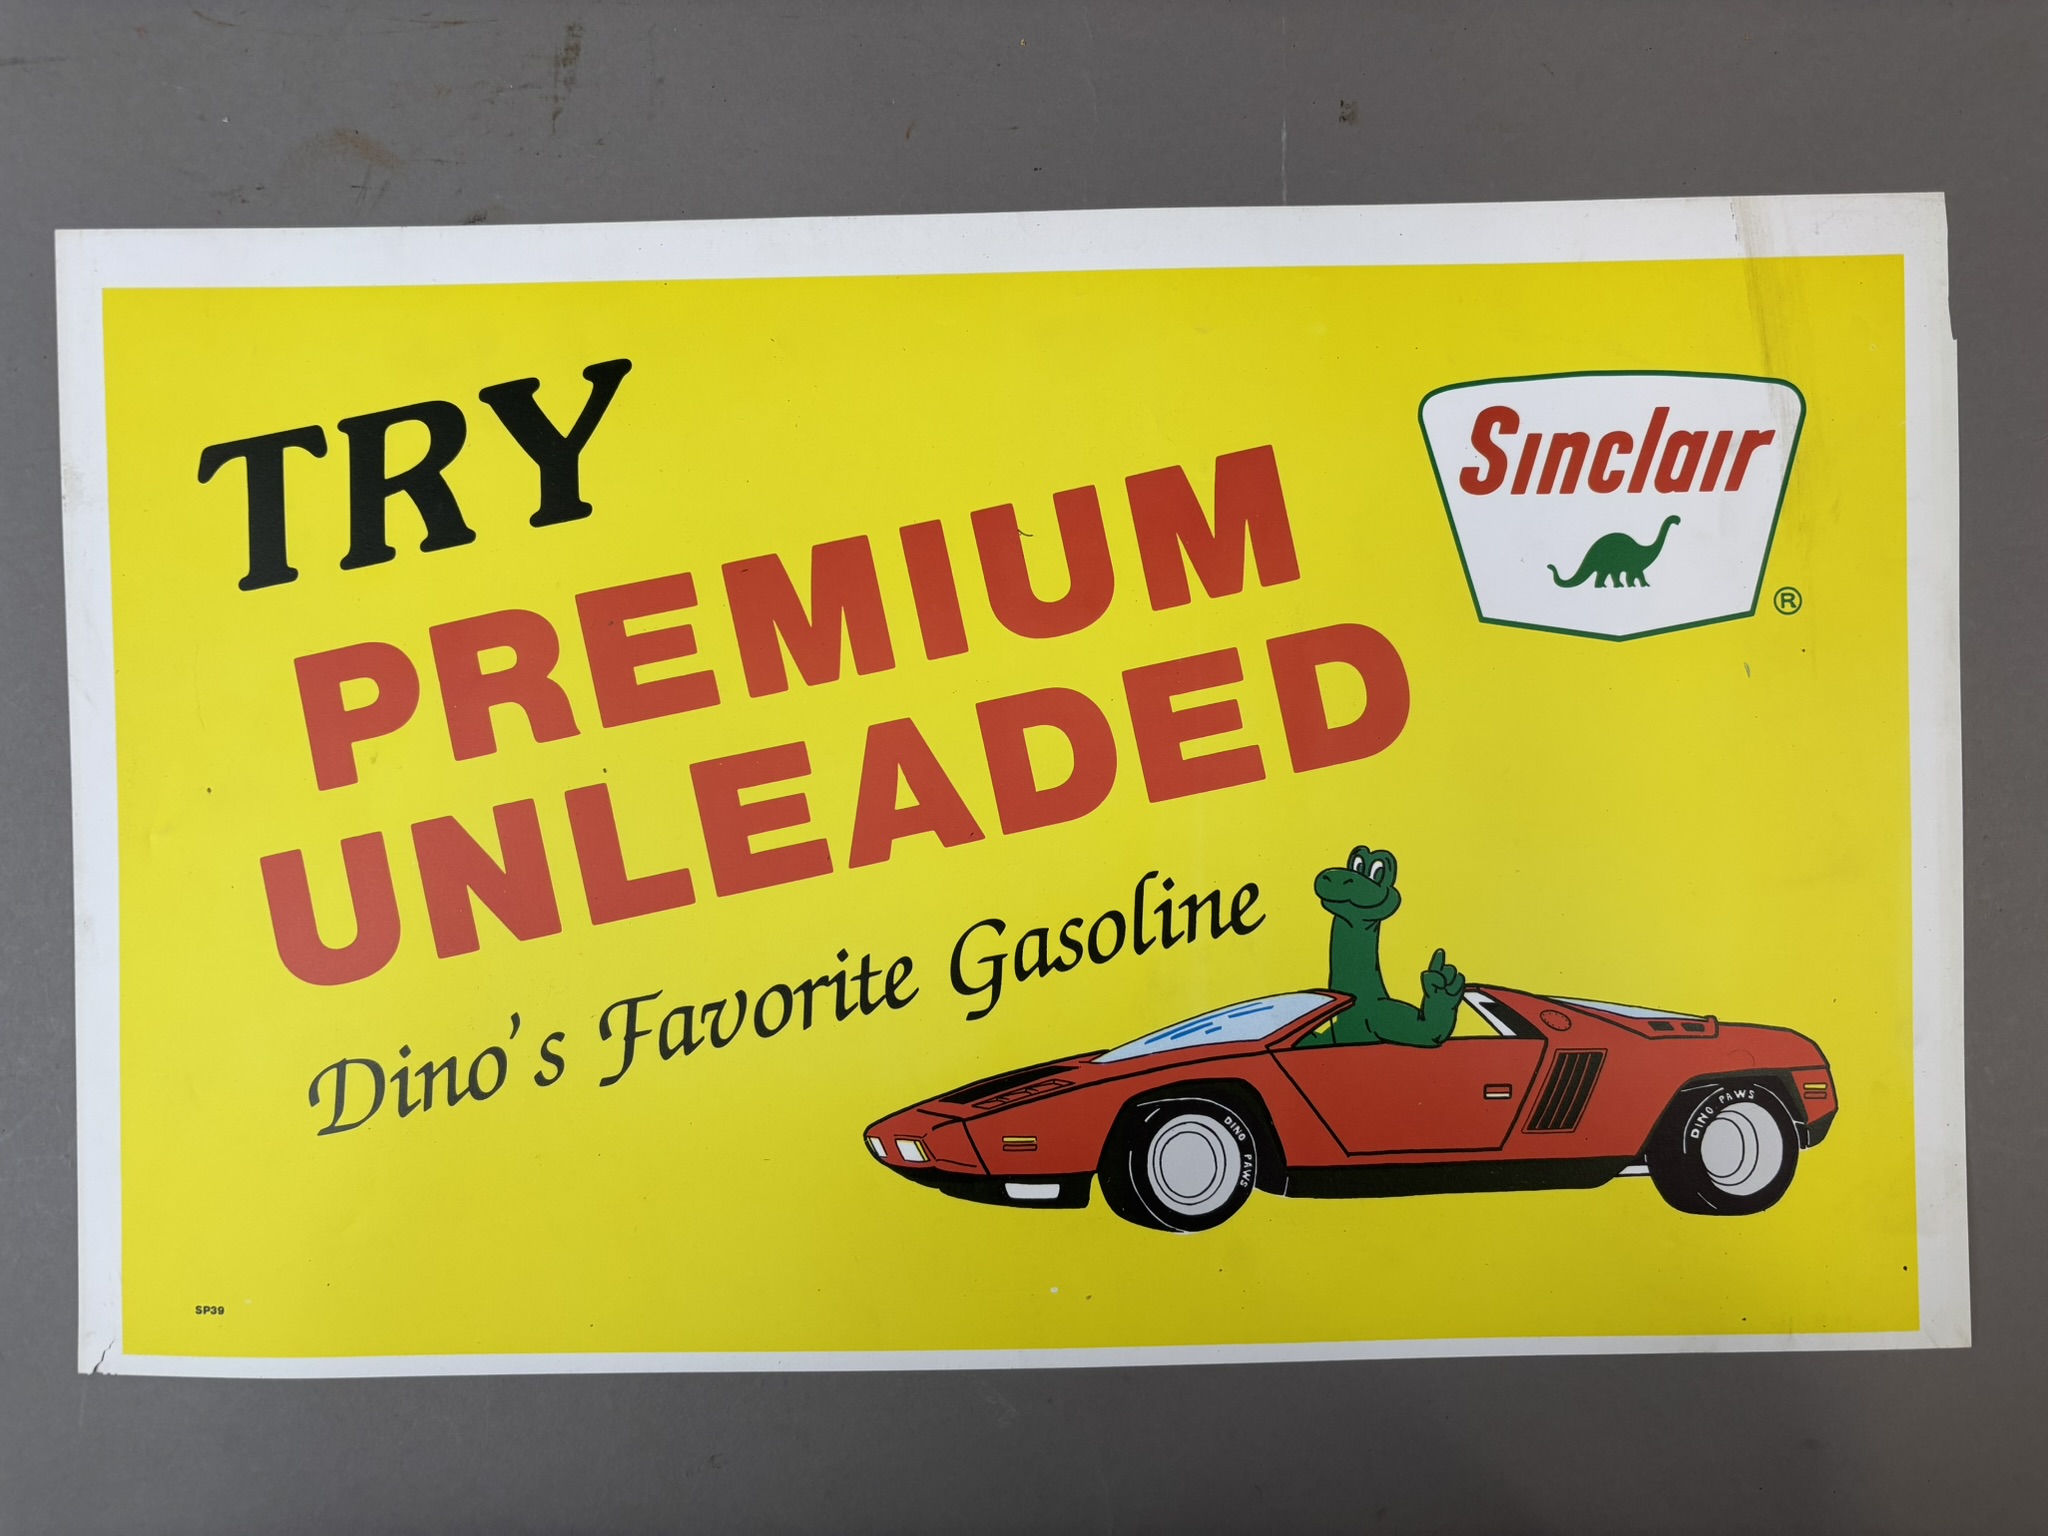 TRY
PREMIUM
UNLEADED
Dino's Favorite Gasoline
Sinclair
®
DINO PAWS
DINO PAWS
SP39